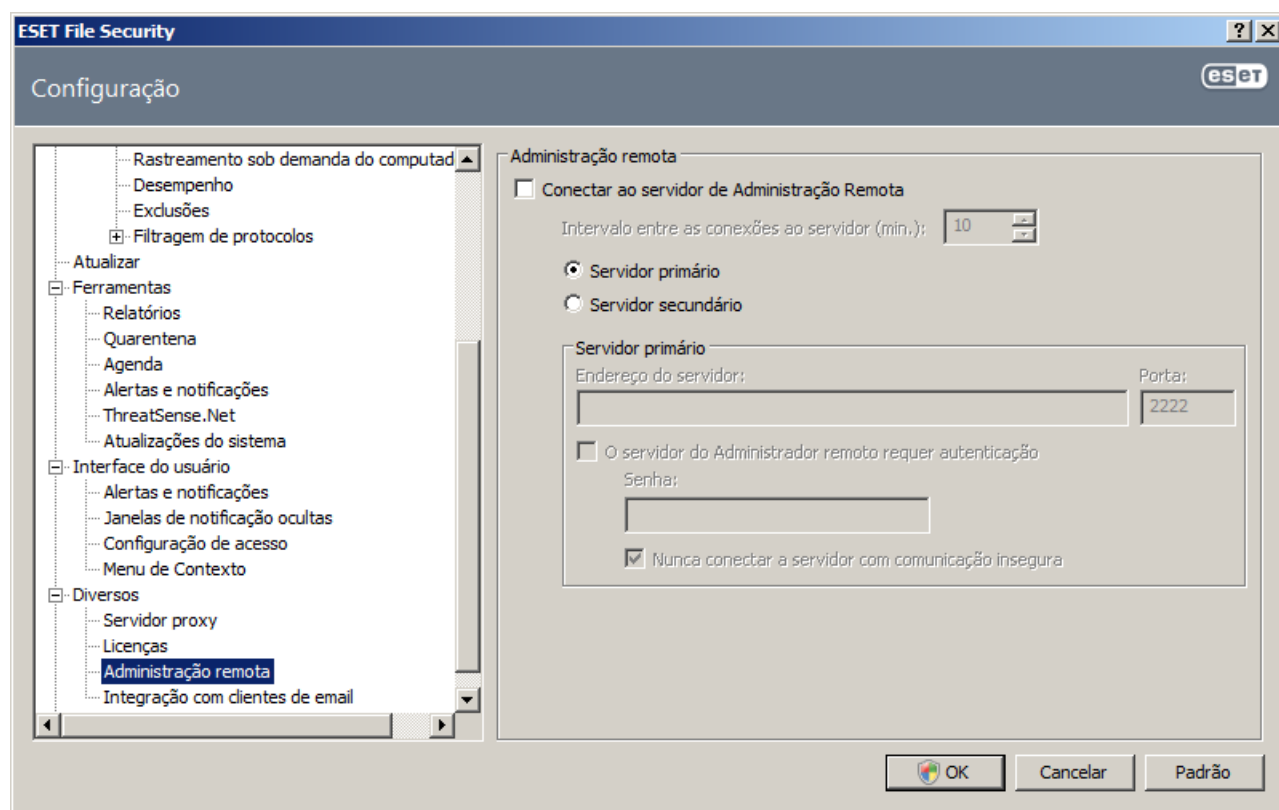 ESET File Security
Configuração
eset
Rastreamento sob demanda do computad
Desempenho
Exclusões
Filtragem de protocolos
Atualizar
Ferramentas
Relatórios
Quarentena
Agenda
Alertas e notificações
ThreatSense.Net
Atualizações do sistema
Interface do usuário
Alertas e notificações
Janelas de notificação ocultas
Configuração de acesso
Menu de Contexto
Diversos
Servidor proxy
Licenças
Administração remota
Integração com clientes de email
Administração remota
Conectar ao servidor de Administração Remota
Intervalo entre as conexões ao servidor (min.): 10
Servidor primário
Servidor secundário
Servidor primário
Endereço do servidor: Porta:
2222
O servidor do Administrador remoto requer autenticação
Senha:
Nunca conectar a servidor com comunicação insegura
OK Cancelar Padrão